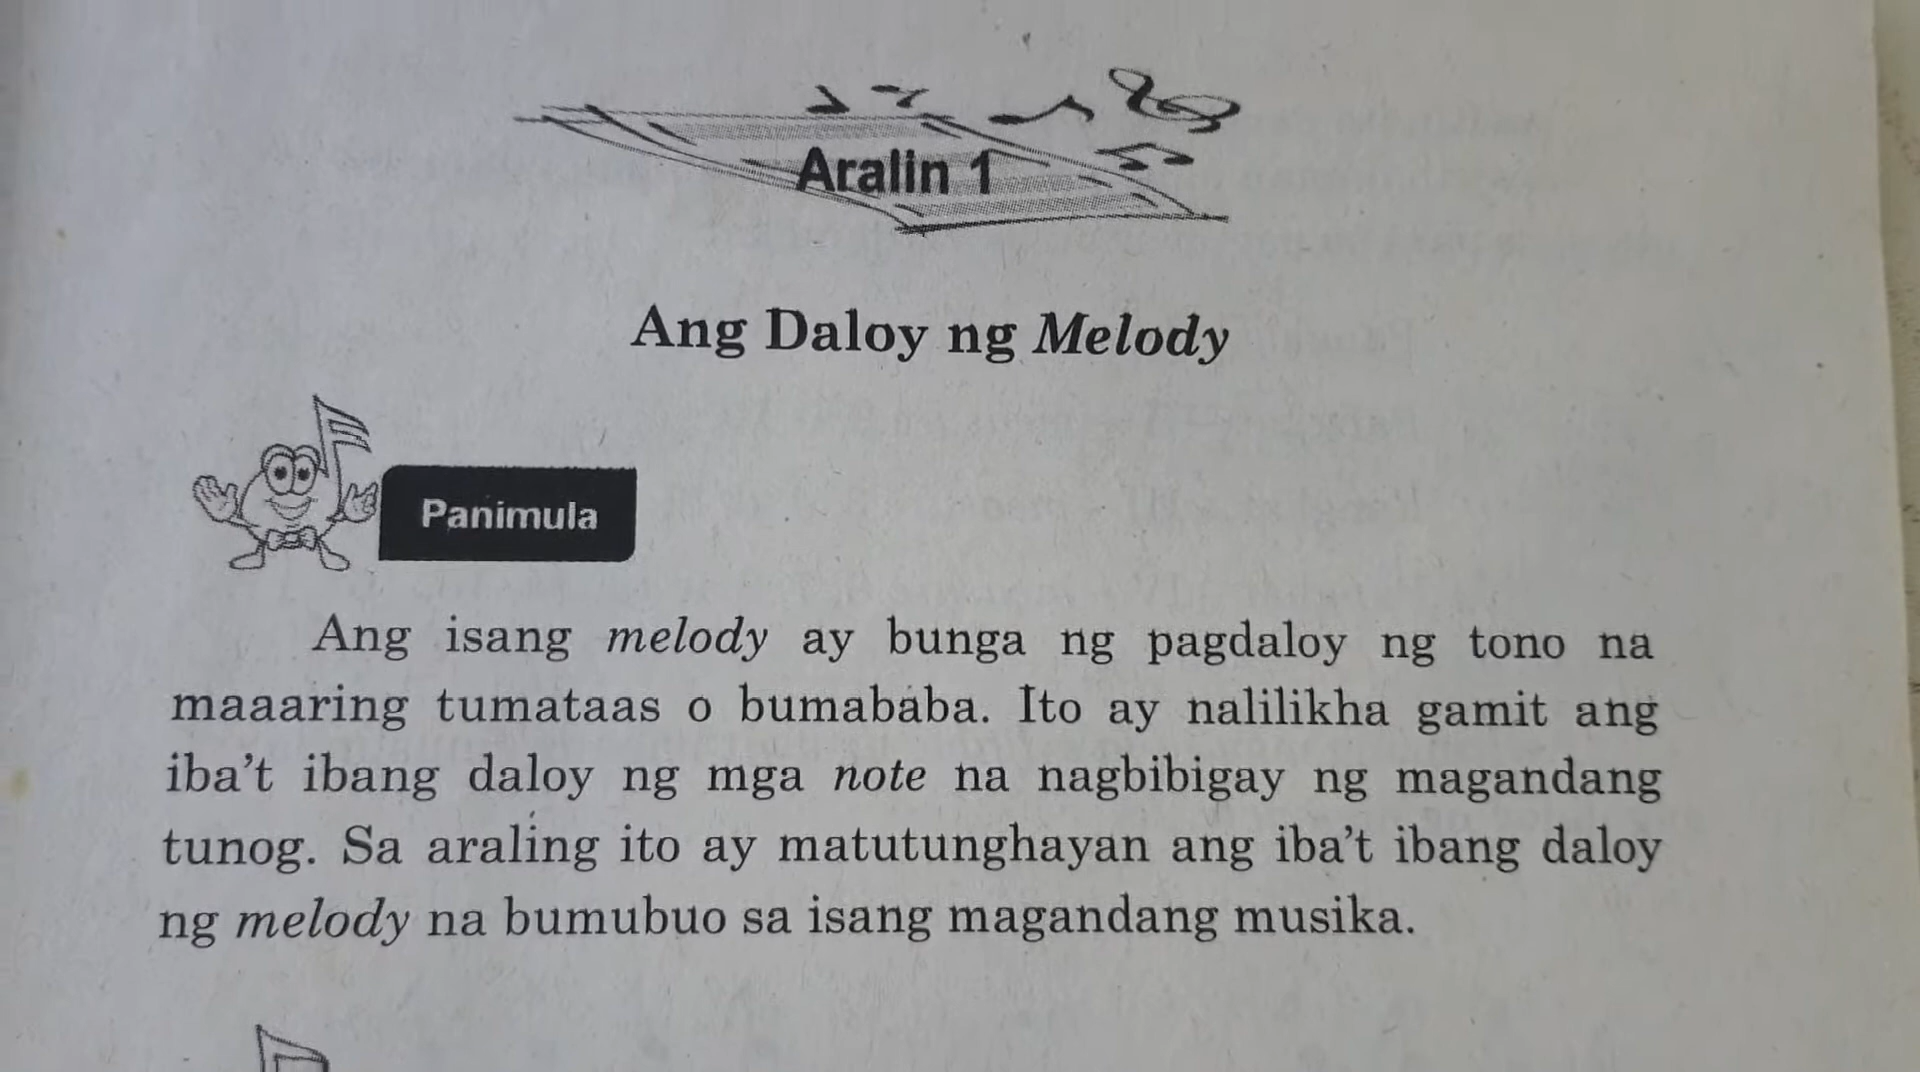 Aralin 1
Ang Daloy ng Melody
Panimula
Ang isang melody ay bunga ng pagdaloy ng tono na
maaaring tumataas o bumababa. Ito ay nalilikha gamit ang
iba't ibang daloy ng mga note na nagbibigay ng magandang
tunog. Sa araling ito ay matutunghayan ang iba't ibang daloy
ng melody na bumubuo sa isang magandang musika.